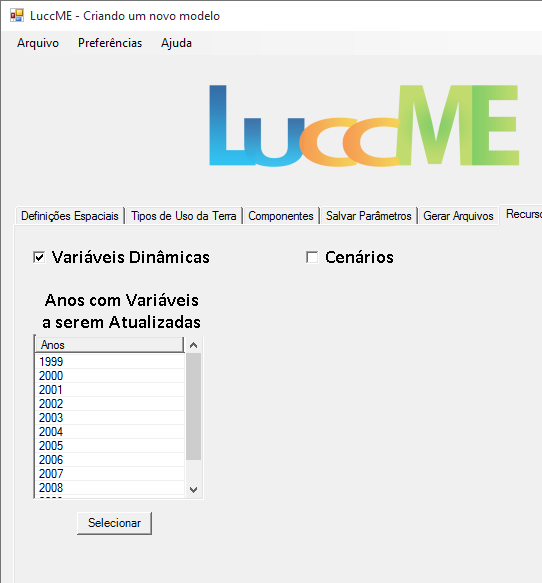 LuccME - Criando um novo modelo
Arquivo Preferências Ajuda
LuccME
Definições Espaciais Tipos de Uso da Terra Componentes Salvar Parâmetros Gerar Arquivos Recurso
Variáveis Dinâmicas Cenários
Anos com Variáveis
a serem Atualizadas
Anos
1999
2000
2001
2002
2003
2004
2005
2006
2007
2008
Selecionar